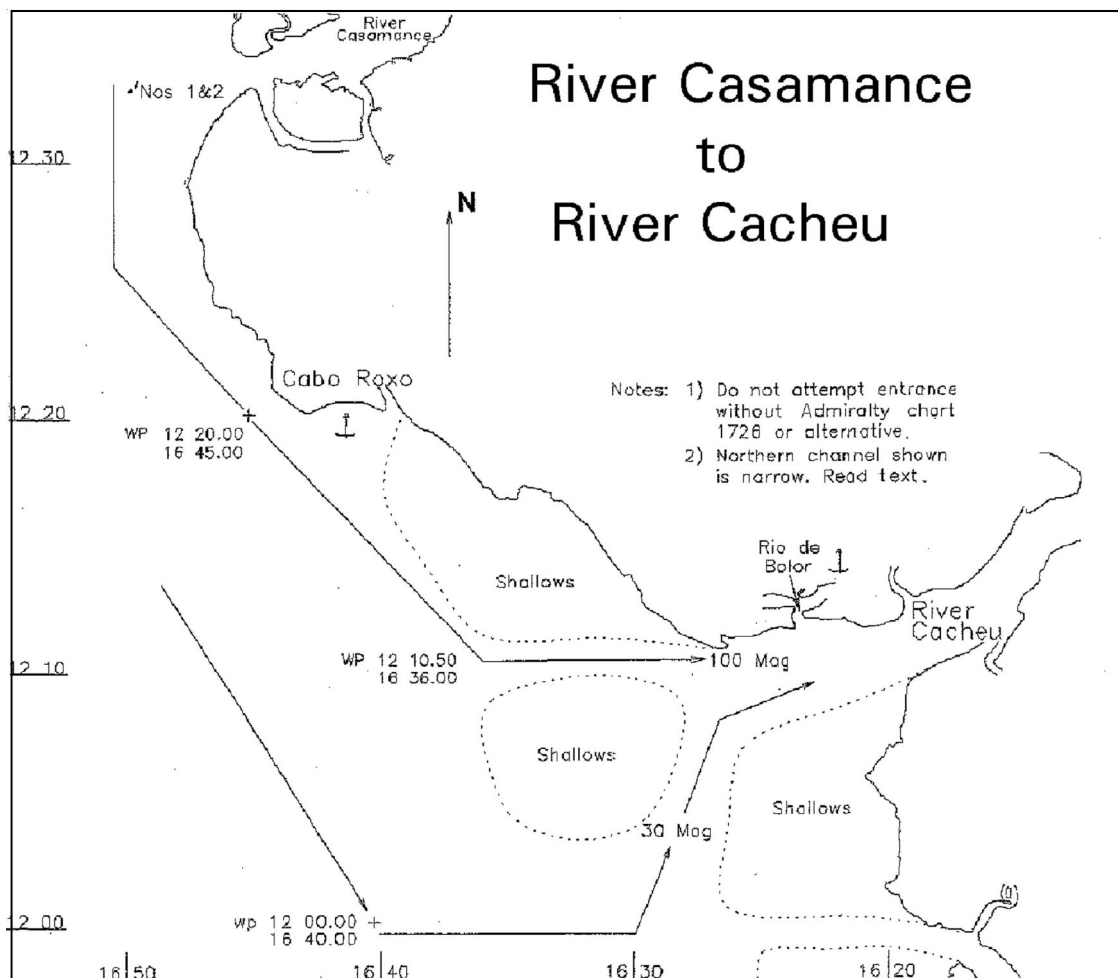 River
Casamance
Nos 1&2
River Casamance
to
River Cacheu
12.30
N
Cabo Roxo
Notes: 1) Do not attempt entrance
without Admiralty chart
1726 or alternative.
2) Northern channel shown
is narrow. Read text.
12.20
WP 12 20.00
16 45.00
Shallows
Rio de
Bolor
River
Cacheu
12.10
WP 12 10.50
16 36.00
100 Mag
Shallows
Shallows
30 Mag
12.00
wp 12 00.00
16 40.00
16 50
16 40
16 30
16 20